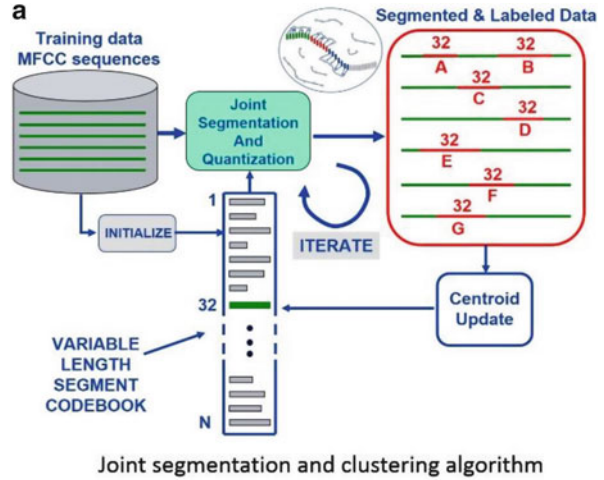 a
Training data
MFCC sequences
Joint
Segmentation
And
Quantization
Segmented & Labeled Data
32 32
A B
32
C
32
D
32
E
32
F
32
G
INITIALIZE
1
ITERATE
32
Centroid
Update
VARIABLE
LENGTH
SEGMENT
CODEBOOK
N
Joint segmentation and clustering algorithm